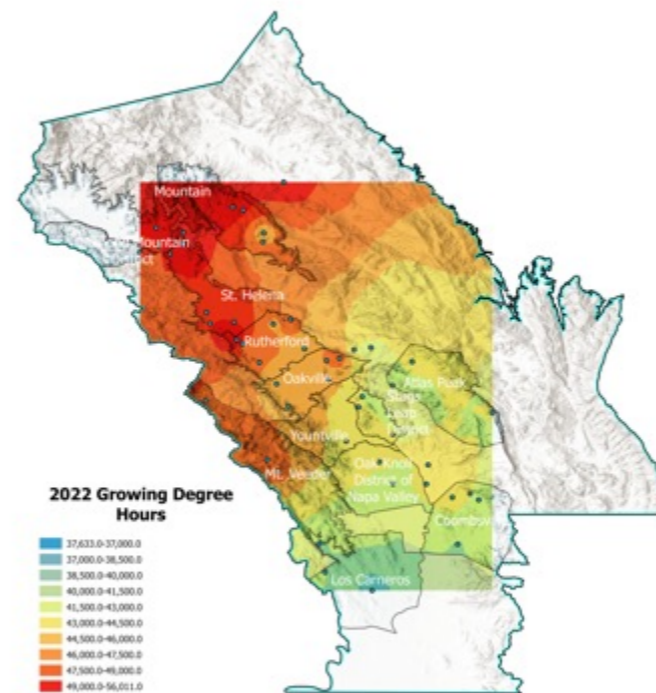 Mountain
Mountain
St. Helena
Rutherford
Oakville
Atlas Peak
Stags
Leap
District
Yountville
Mt. Veeder
Oak Knoll
District of
Napa Valley
Coombsv
Los Carneros
2022 Growing Degree
Hours
37,633.0-37,000.0
37,000.0-38,500.0
38,500.0-40,000.0
40,000.0-41,500.0
41,500.0-43,000.0
43,000.0-44,500.0
44,500.0-46,000.0
46,000.0-47,500.0
47,500.0-49,000.0
49,000.0-56,011.0